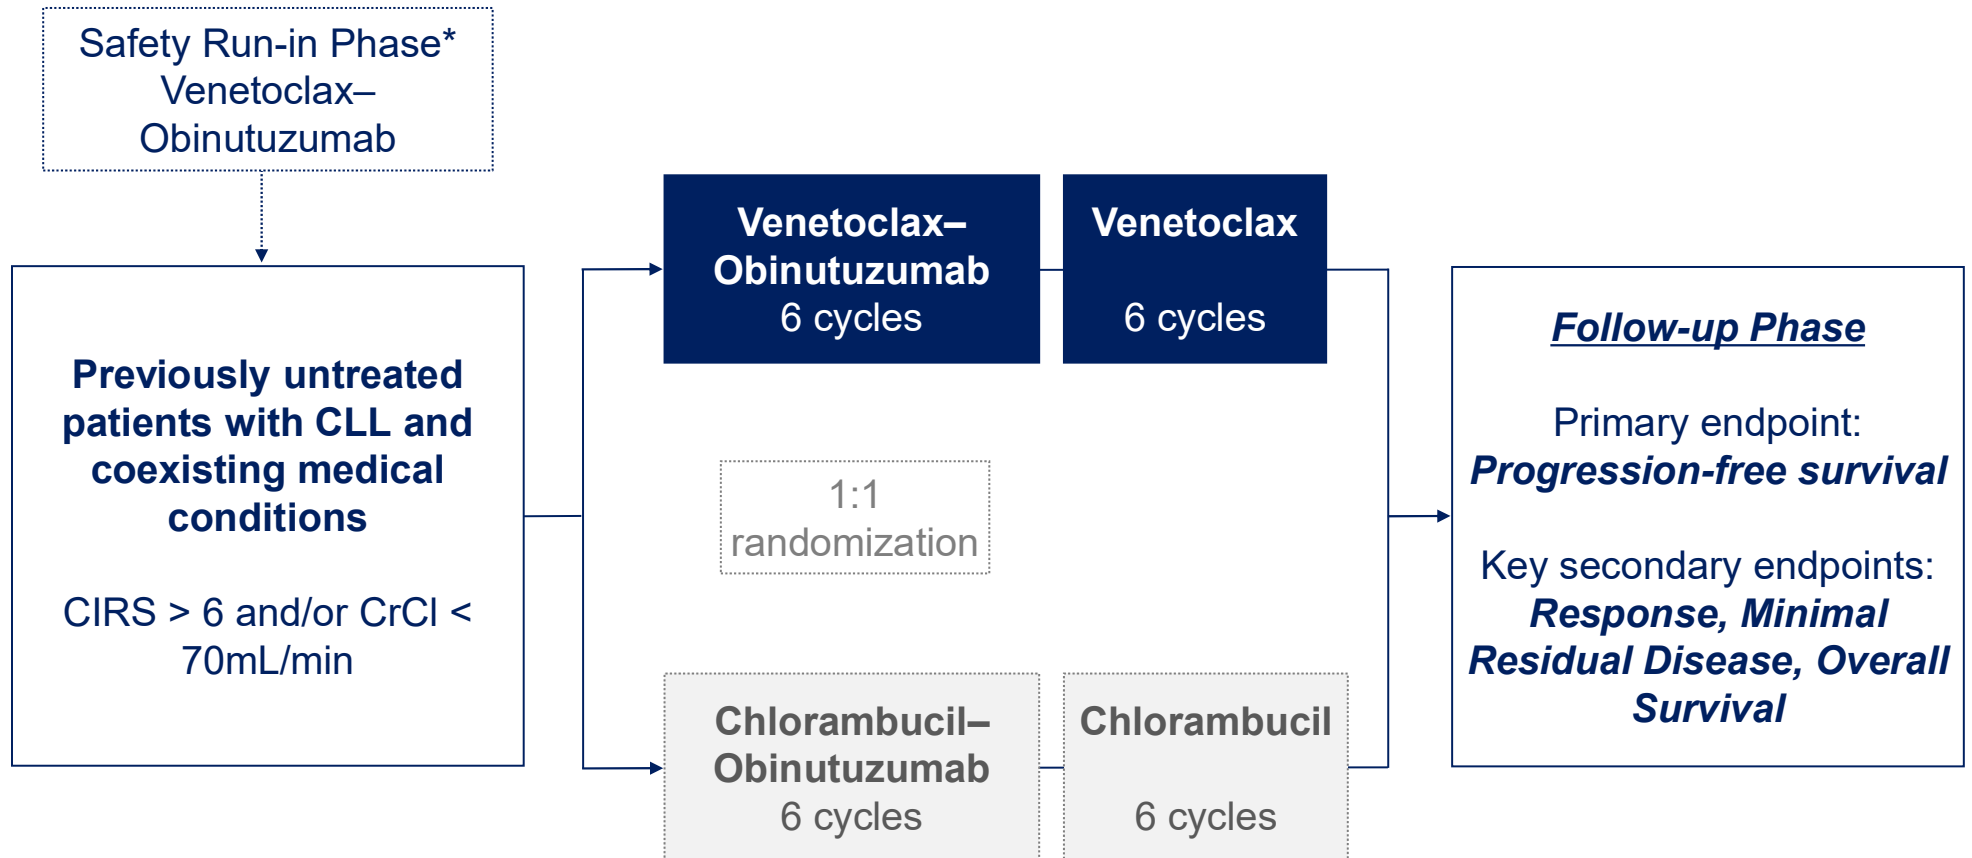 Safety Run-in Phase*
Venetoclax–
Obinutuzumab
Previously untreated
patients with CLL and
coexisting medical
conditions
CIRS > 6 and/or CrCl <
70mL/min
Venetoclax–
Obinutuzumab
6 cycles
Venetoclax
6 cycles
1:1
randomization
Chlorambucil–
Obinutuzumab
6 cycles
Chlorambucil
6 cycles
Follow-up Phase
Primary endpoint:
Progression-free survival
Key secondary endpoints:
Response, Minimal
Residual Disease, Overall
Survival